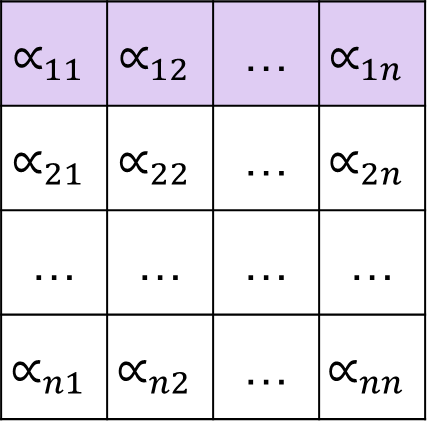 ∝₁₁ ∝₁₂ … ∝₁ₙ
∝₂₁ ∝₂₂ … ∝₂ₙ
… … … …
∝ₙ₁ ∝ₙ₂ … ∝ₙₙ